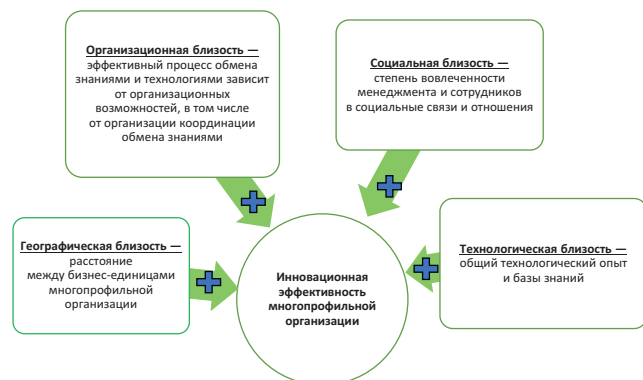 Организационная близость —
эффективный процесс обмена
знаниями и технологиями зависит
от организационных
возможностей, в том числе
от организации координации
обмена знаниями
Социальная близость —
степень вовлеченности
менеджмента и сотрудников
в социальные связи и отношения
Географическая близость —
расстояние
между бизнес-единицами
многопрофильной
организации
Инновационная
эффективность
многопрофильной
организации
Технологическая близость —
общий технологический опыт
и базы знаний